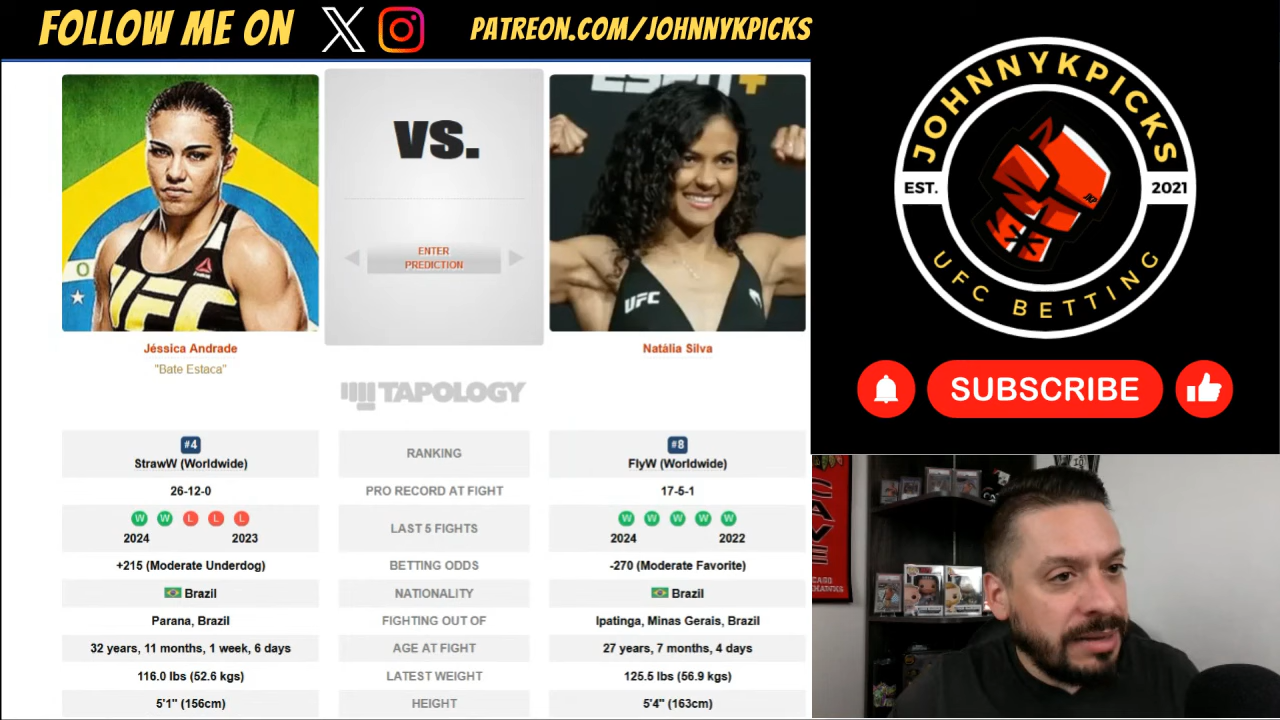 FOLLOW ME ON
PATREON.COM/JOHNNYKPICKS
ESPN+
VS.
ENTER
PREDICTION
UFC
UFC
Jéssica Andrade
Natália Silva
"Bate Estaca"
TAPOLOGY
#4
StrawW (Worldwide)
RANKING
#8
FlyW (Worldwide)
26-12-0
PRO RECORD AT FIGHT
17-5-1
W W L L L
2024 2023
LAST 5 FIGHTS
W W W W W
2024 2022
+215 (Moderate Underdog)
BETTING ODDS
-270 (Moderate Favorite)
Brazil
NATIONALITY
Brazil
Parana, Brazil
FIGHTING OUT OF
Ipatinga, Minas Gerais, Brazil
32 years, 11 months, 1 week, 6 days
AGE AT FIGHT
27 years, 7 months, 4 days
116.0 lbs (52.6 kgs)
LATEST WEIGHT
125.5 lbs (56.9 kgs)
5'1" (156cm)
HEIGHT
5'4" (163cm)
JOHNNYKPICKS
EST.
2021
JKP
UFC BETTING
SUBSCRIBE